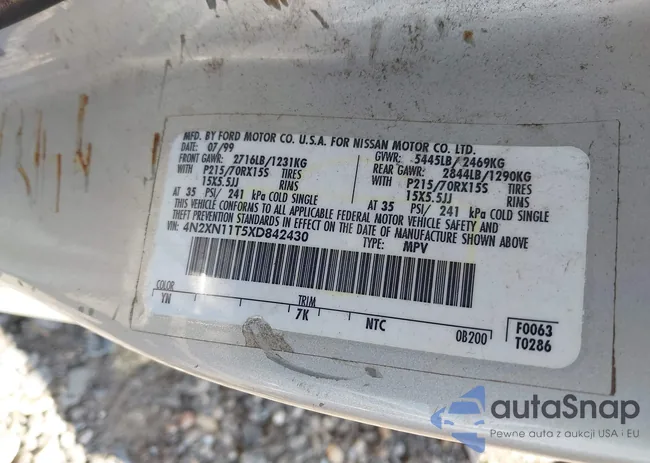 MFD. BY FORD MOTOR CO. U.S.A. FOR NISSAN MOTOR CO. LTD.
DATE: 07/99 GVWR: 5445LB/ 2469KG
FRONT GAWR: 2716LB/1231KG REAR GAWR: 2844LB/1290KG
WITH P215/70RX15S TIRES WITH P215/70RX15S TIRES
15X5.5JJ RIMS 15X5.5JJ RIMS
AT 35 PSI/ 241 kPa COLD SINGLE AT 35 PSI/ 241 kPa COLD SINGLE
THIS VEHICLE CONFORMS TO ALL APPLICABLE FEDERAL MOTOR VEHICLE SAFETY AND
THEFT PREVENTION STANDARDS IN EFFECT ON THE DATE OF MANUFACTURE SHOWN ABOVE
VIN: 4N2XN11T5XD842430 TYPE: MPV
COLOR TRIM
YN 7K NTC 0B200 F0063
T0286
autoSnap
Pewne auta z aukcji USA i EU